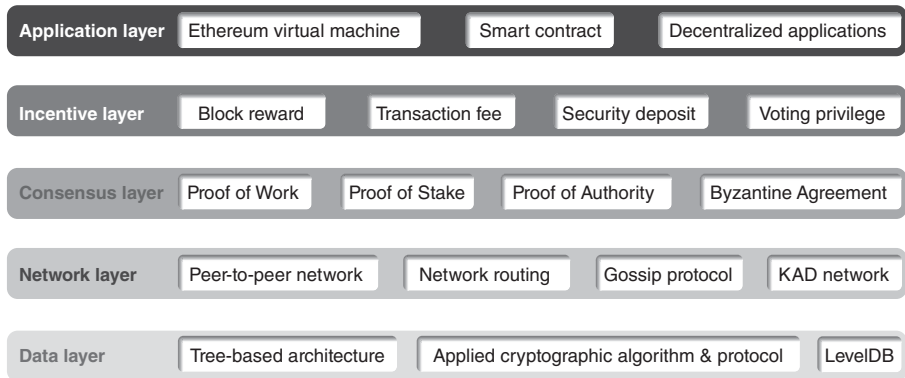 Application layer Ethereum virtual machine Smart contract Decentralized applications
Incentive layer Block reward Transaction fee Security deposit Voting privilege
Consensus layer Proof of Work Proof of Stake Proof of Authority Byzantine Agreement
Network layer Peer-to-peer network Network routing Gossip protocol KAD network
Data layer Tree-based architecture Applied cryptographic algorithm & protocol LevelDB